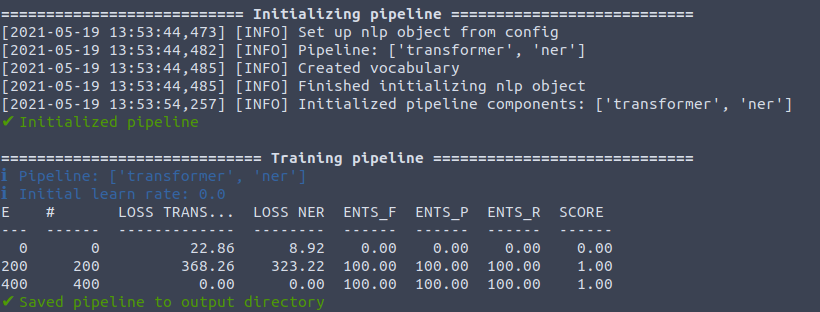 =========================== Initializing pipeline ===========================
[2021-05-19 13:53:44,473] [INFO] Set up nlp object from config
[2021-05-19 13:53:44,482] [INFO] Pipeline: ['transformer', 'ner']
[2021-05-19 13:53:44,485] [INFO] Created vocabulary
[2021-05-19 13:53:44,485] [INFO] Finished initializing nlp object
[2021-05-19 13:53:54,257] [INFO] Initialized pipeline components: ['transformer', 'ner']
✔ Initialized pipeline
============================= Training pipeline =============================
ℹ Pipeline: ['transformer', 'ner']
ℹ Initial learn rate: 0.0
E    #       LOSS TRANS...  LOSS NER  ENTS_F  ENTS_P  ENTS_R  SCORE
---  ------  -------------  --------  ------  ------  ------  ------
  0       0          22.86      8.92    0.00    0.00    0.00    0.00
200     200         368.26    323.22  100.00  100.00  100.00    1.00
400     400           0.00      0.00  100.00  100.00  100.00    1.00
✔ Saved pipeline to output directory